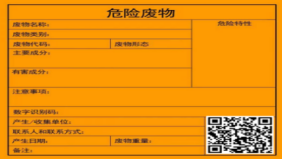 危险废物
废物名称：
危险特性
废物类别：
废物代码：
废物形态
主要成分：
有害成分：
注意事项：
数字识别码：
产生/收集单位：
联系人和联系方式：
产生日期：
废物重量：
备注：